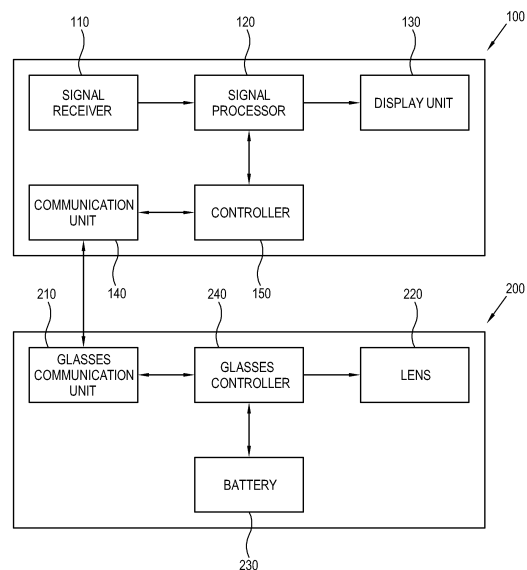 100
110
120
130
SIGNAL
RECEIVER
SIGNAL
PROCESSOR
DISPLAY UNIT
COMMUNICATION
UNIT
CONTROLLER
140
150
200
210
240
220
GLASSES
COMMUNICATION
UNIT
GLASSES
CONTROLLER
LENS
BATTERY
230